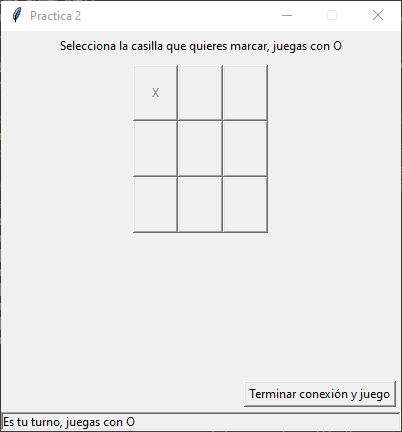 Practica 2
Selecciona la casilla que quieres marcar, juegas con O
X
Terminar conexión y juego
Es tu turno, juegas con O